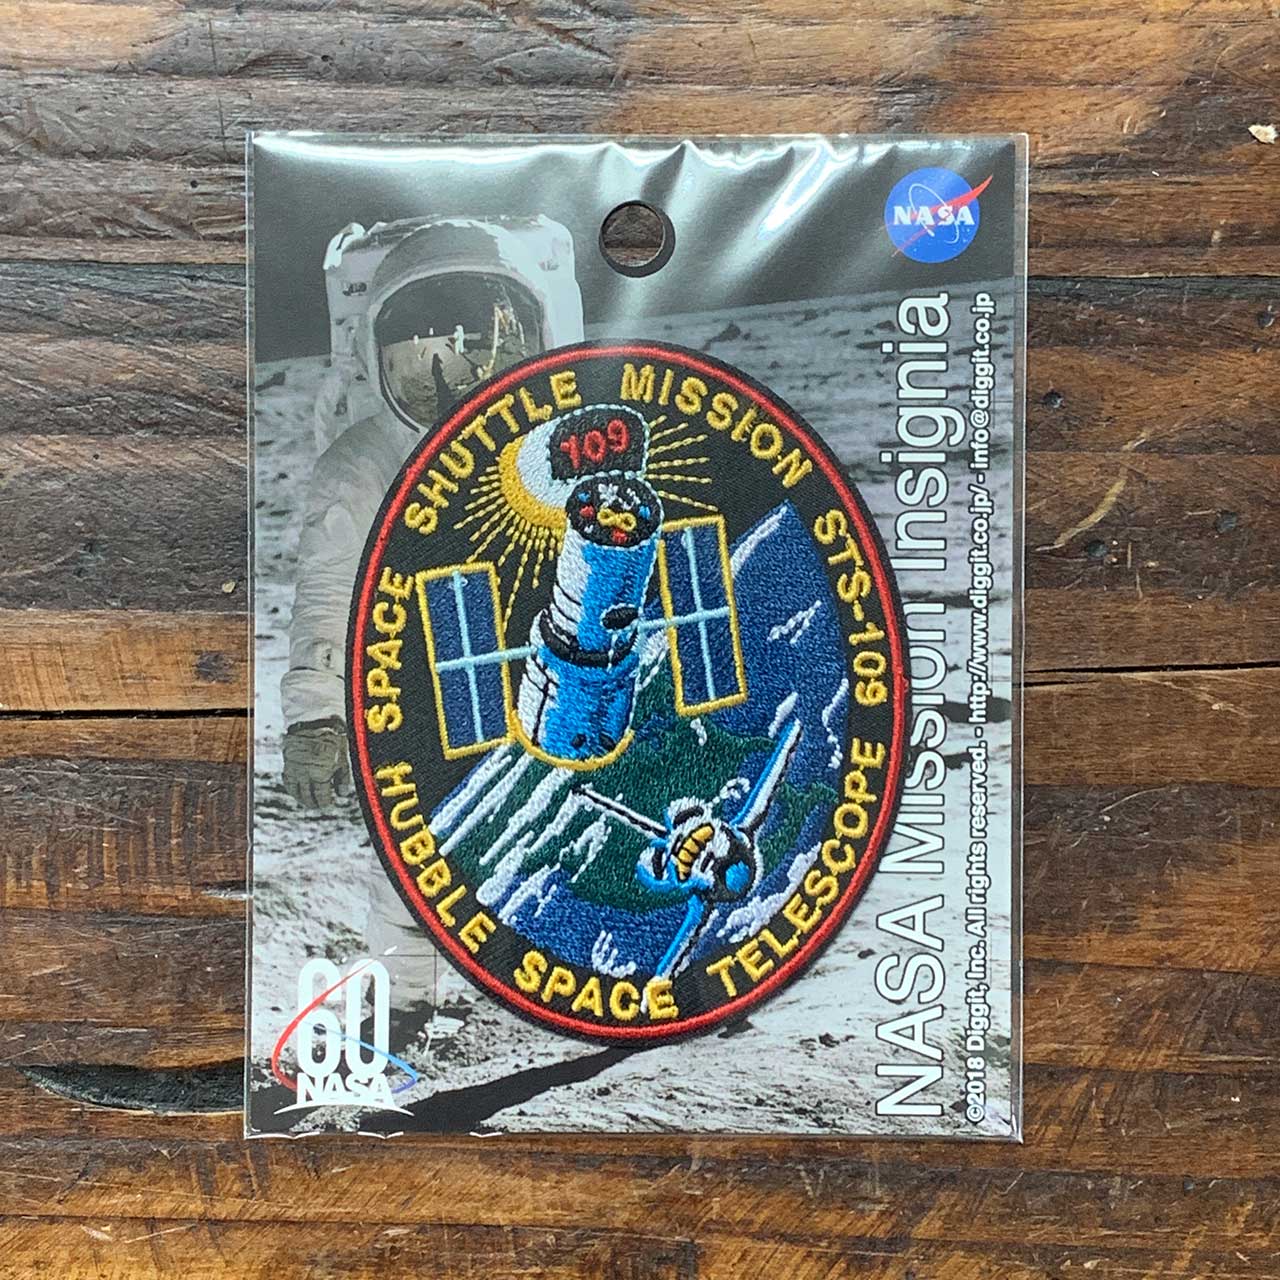 NASA
SPACE SHUTTLE MISSION STS-109
109
HUBBLE SPACE TELESCOPE
NASA Mission Insignia
©2018 Diggit, Inc. All rights reserved. - http://www.diggit.co.jp/ - info@diggit.co.jp
60
NASA